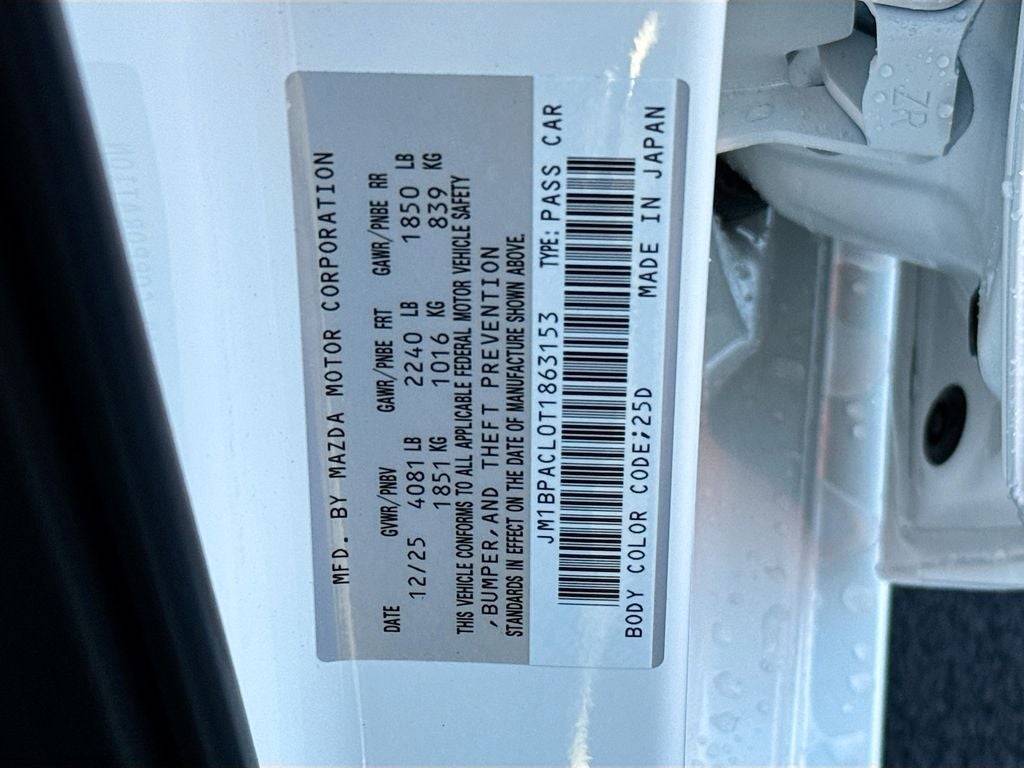 MFD. BY MAZDA MOTOR CORPORATION
DATE GVWR/PNBV GAWR/PNBE FRT GAWR/PNBE RR
12/25 4081 LB 2240 LB 1850 LB
1851 KG 1016 KG 839 KG
THIS VEHICLE CONFORMS TO ALL APPLICABLE FEDERAL MOTOR VEHICLE SAFETY
,BUMPER,AND THEFT PREVENTION
STANDARDS IN EFFECT ON THE DATE OF MANUFACTURE SHOWN ABOVE.
JM1BPACL0T1863153 TYPE: PASS CAR
BODY COLOR CODE;25D MADE IN JAPAN
ZR